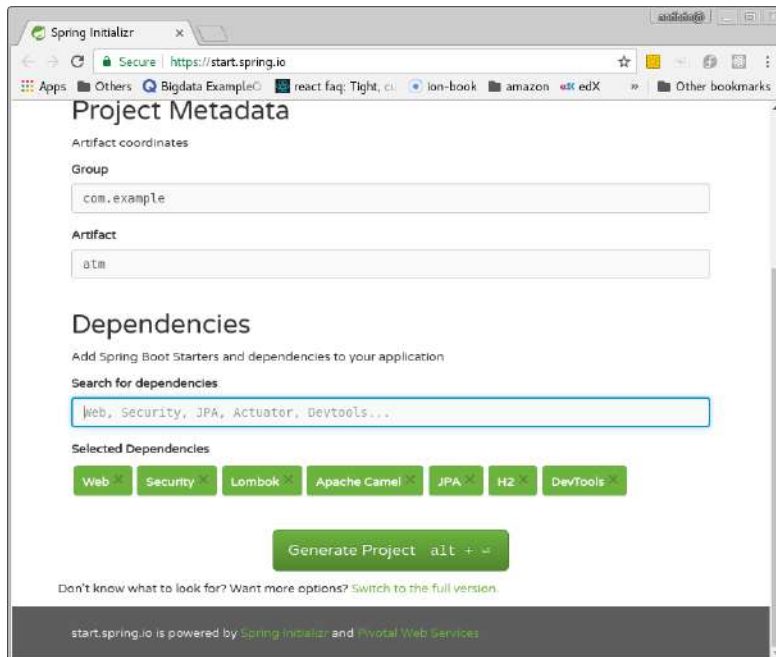 Spring Initializr
Secure https://start.spring.io
Apps Others Bigdata Example react faq: Tight, ion-book amazon edX » Other bookmarks
Project Metadata
Artifact coordinates
Group
com.example
Artifact
atm
Dependencies
Add Spring Boot Starters and dependencies to your application
Search for dependencies
Web, Security, JPA, Actuator, Devtools...
Selected Dependencies
Web Security Lombok Apache Camel JPA H2 DevTools
Generate Project alt + ⏎
Don't know what to look for? Want more options? Switch to the full version.
start.spring.io is powered by Spring Initializr and Pivotal Web Services